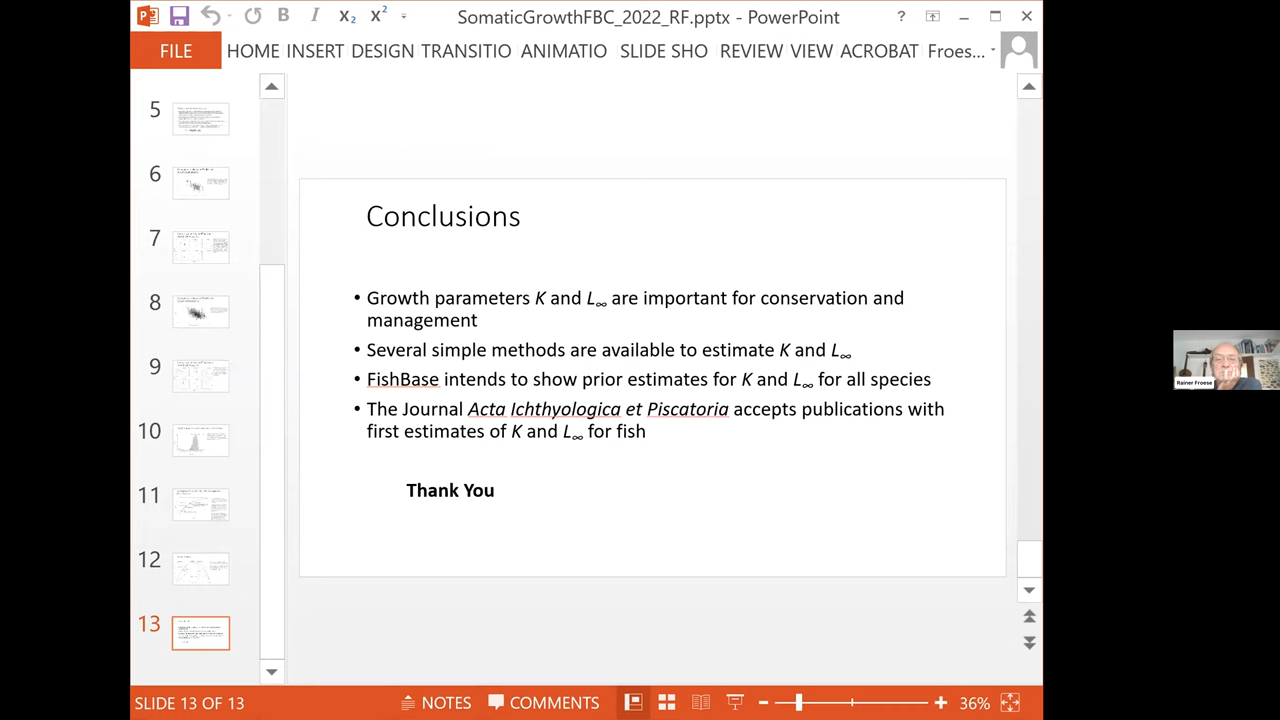 SomaticGrowthFBC_2022_RF.pptx - PowerPoint
FILE HOME INSERT DESIGN TRANSITIO ANIMATIO SLIDE SHO REVIEW VIEW ACROBAT Froes...
5
6
7
8
9
10
11
12
13
Conclusions
• Growth parameters K and L∞ are important for conservation and
management
• Several simple methods are available to estimate K and L∞
• FishBase intends to show prior estimates for K and L∞ for all species
• The Journal Acta Ichthyologica et Piscatoria accepts publications with
first estimates of K and L∞ for fish
Thank You
Rainer Froese
SLIDE 13 OF 13 NOTES COMMENTS 36%